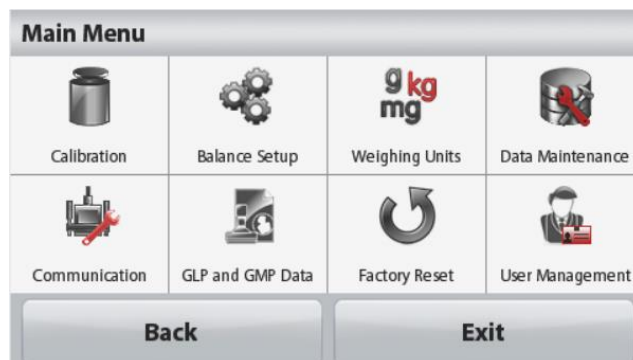 Main Menu
g kg
mg
Calibration
Balance Setup
Weighing Units
Data Maintenance
Communication
GLP and GMP Data
Factory Reset
User Management
Back
Exit